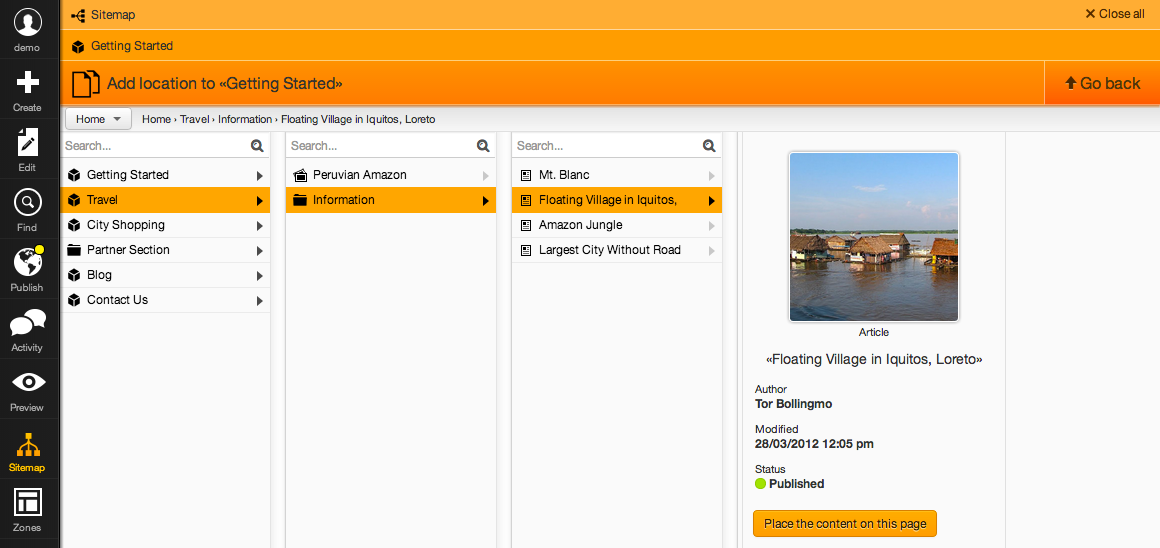 demo
Create
Edit
Find
Publish
Activity
Preview
Sitemap
Zones
Sitemap
Close all
Getting Started
Add location to «Getting Started»
Go back
Home
Home › Travel › Information › Floating Village in Iquitos, Loreto
Search...
Getting Started
Travel
City Shopping
Partner Section
Blog
Contact Us
Search...
Peruvian Amazon
Information
Search...
Mt. Blanc
Floating Village in Iquitos,
Amazon Jungle
Largest City Without Road
Article
«Floating Village in Iquitos, Loreto»
Author
Tor Bollingmo
Modified
28/03/2012 12:05 pm
Status
Published
Place the content on this page